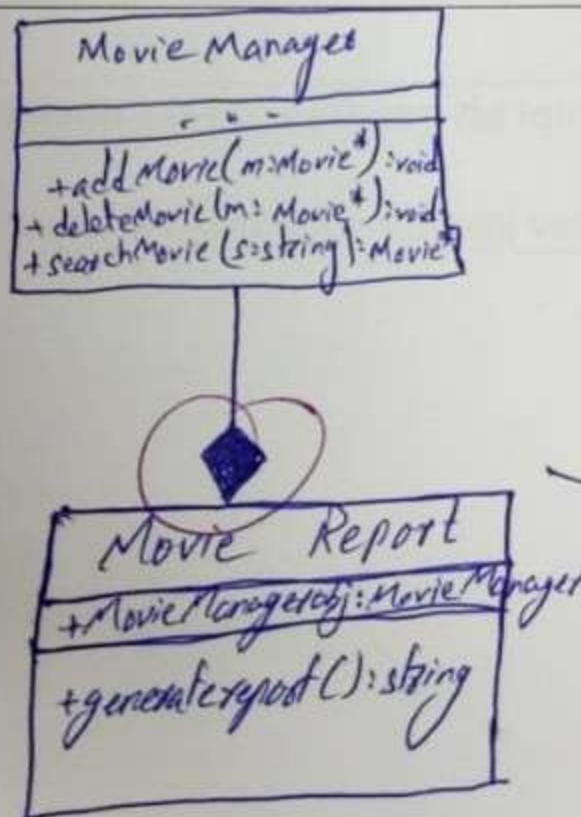 Movie Manager
- - -
+addMovie(m:Movie*):void
+deleteMovie(m: Movie*):void
+searchMovie(s:string):Movie*
Movie Report
+MovieManagerobj:MovieManager
+generatereport():string